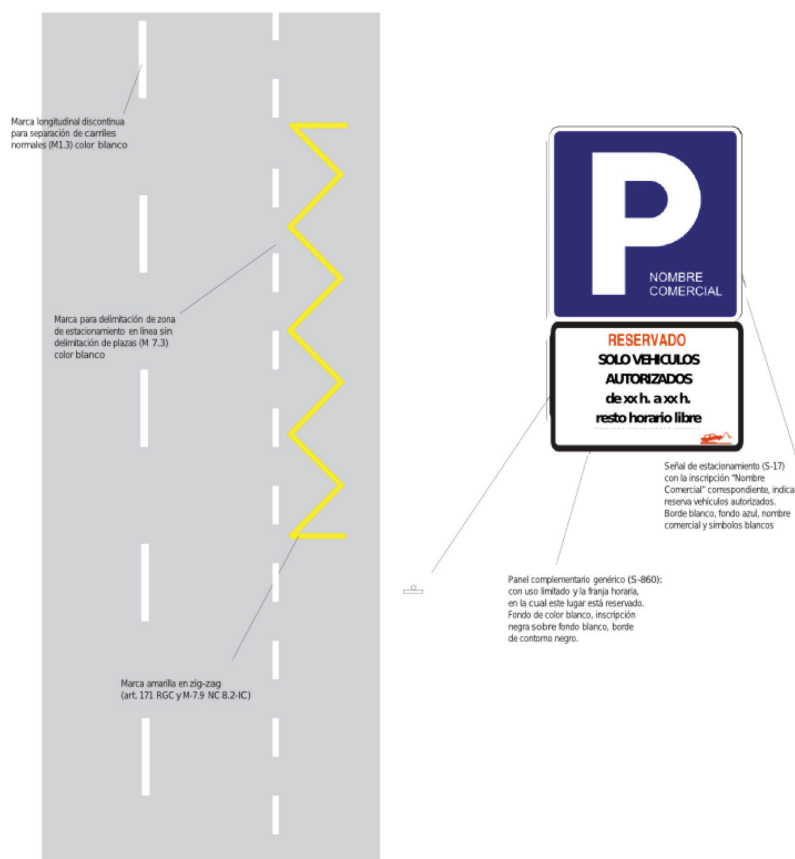 Marca longitudinal discontinua
para separación de carriles
normales (M1.3) color blanco
Marca para delimitación de zona
de estacionamiento en línea sin
delimitación de plazas (M 7.3)
color blanco
Marca amarilla en zig-zag
(art. 171 RGC y M-7.9 NC 8.2-IC)
P
NOMBRE
COMERCIAL
RESERVADO
SOLO VEHICULOS
AUTORIZADOS
de xx h. a xx h.
resto horario libre
Señal de estacionamiento (S-17)
con la inscripción "Nombre
Comercial" correspondiente, indica
reserva vehículos autorizados.
Borde blanco, fondo azul, nombre
comercial y símbolos blancos
Panel complementario genérico (S-860):
con uso limitado y la franja horaria,
en la cual este lugar está reservado.
Fondo de color blanco, inscripción
negra sobre fondo blanco, borde
de contorno negro.